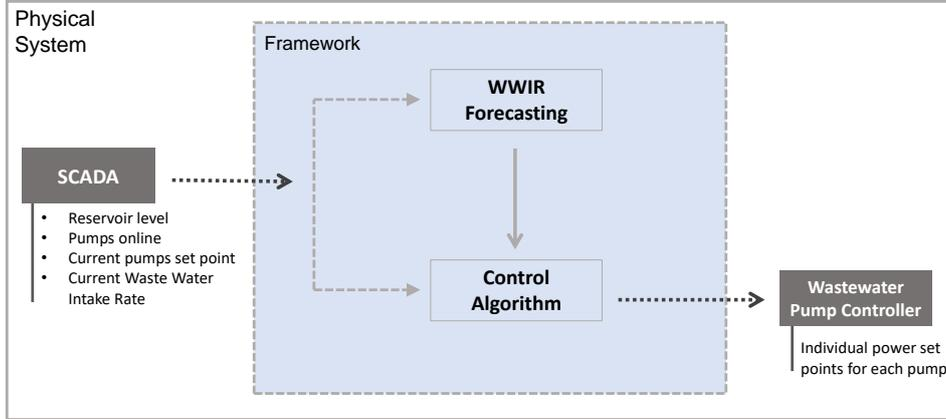 Physical
System
Framework
WWIR
Forecasting
SCADA
• Reservoir level
• Pumps online
• Current pumps set point
• Current Waste Water
Intake Rate
Control
Algorithm
Wastewater
Pump Controller
Individual power set
points for each pump